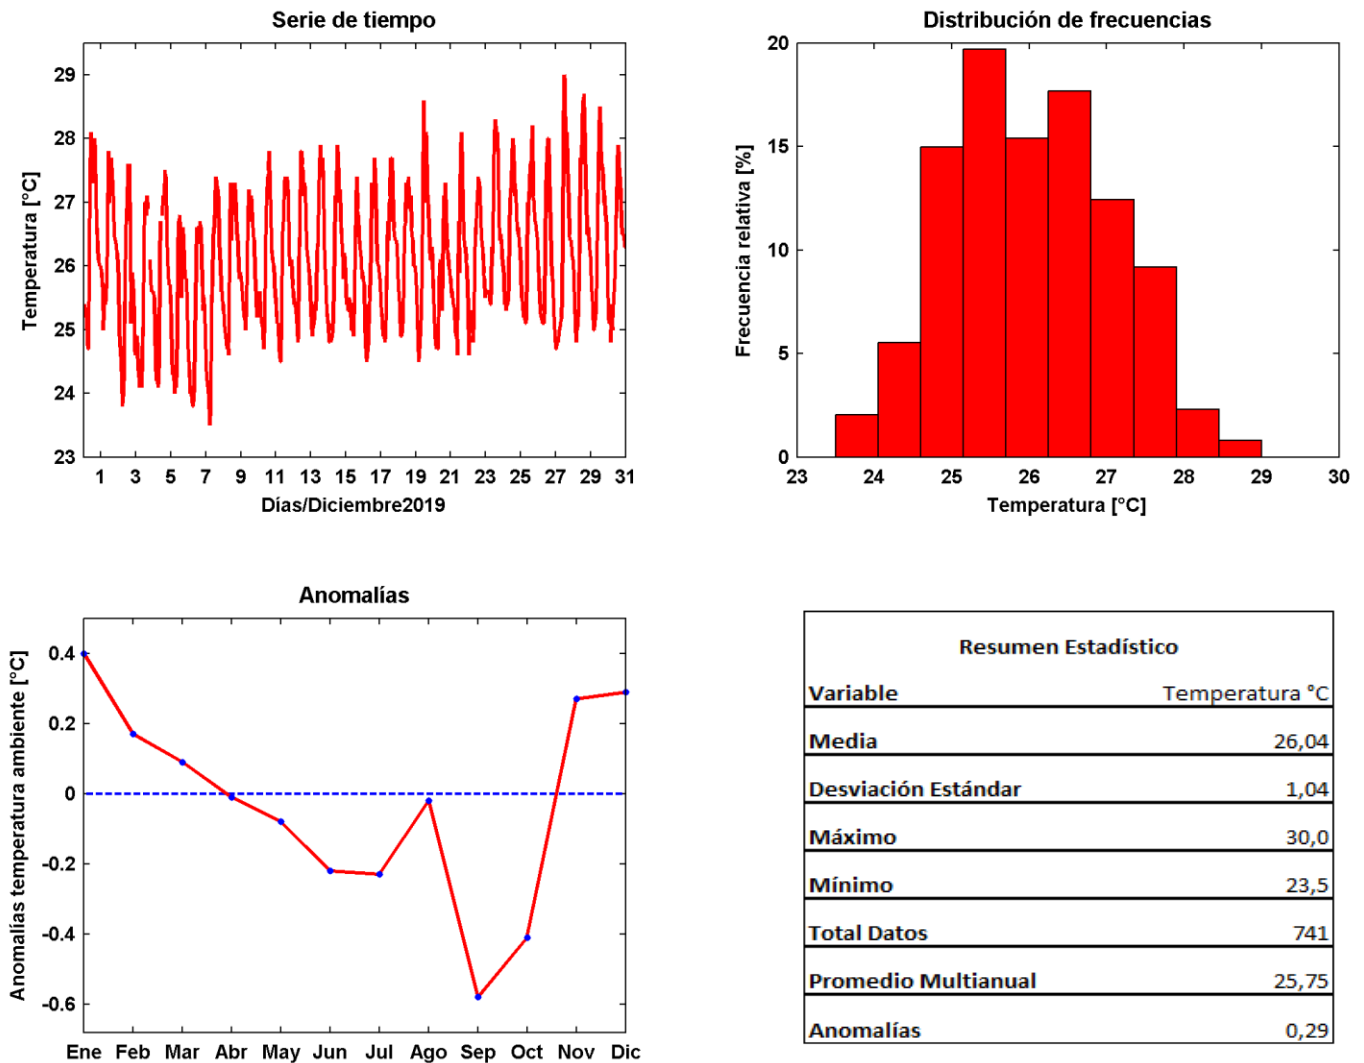 Serie de tiempo
Temperatura [°C]
29
28
27
26
25
24
23
1 3 5 7 9 11 13 15 17 19 21 23 25 27 29 31
Días/Diciembre2019
Distribución de frecuencias
Frecuencia relativa [%]
20
15
10
5
0
23 24 25 26 27 28 29 30
Temperatura [°C]
Anomalías
Anomalías temperatura ambiente [°C]
0.4
0.2
0
-0.2
-0.4
-0.6
Ene Feb Mar Abr May Jun Jul Ago Sep Oct Nov Dic
Resumen Estadístico
Variable Temperatura °C
Media 26,04
Desviación Estándar 1,04
Máximo 30,0
Mínimo 23,5
Total Datos 741
Promedio Multianual 25,75
Anomalías 0,29